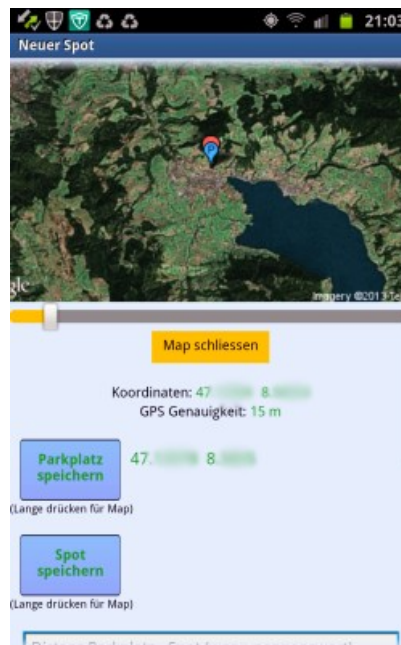 21:03
Neuer Spot
P
gle
Imagery ©2013 Te
Map schliessen
Koordinaten: 47 8
GPS Genauigkeit: 15 m
Parkplatz
speichern
47. 8.
(Lange drücken für Map)
Spot
speichern
(Lange drücken für Map)